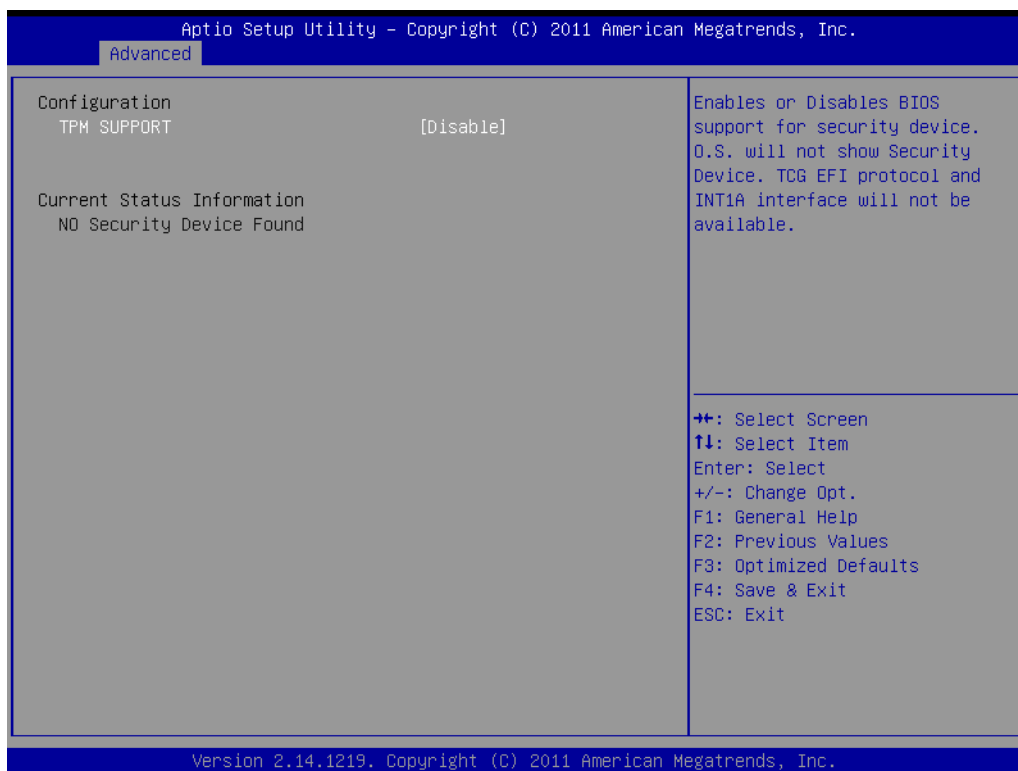 Aptio Setup Utility – Copyright (C) 2011 American Megatrends, Inc.
Advanced
Configuration
TPM SUPPORT [Disable]
Current Status Information
NO Security Device Found
Enables or Disables BIOS
support for security device.
O.S. will not show Security
Device. TCG EFI protocol and
INT1A interface will not be
available.
→←: Select Screen
↑↓: Select Item
Enter: Select
+/-: Change Opt.
F1: General Help
F2: Previous Values
F3: Optimized Defaults
F4: Save & Exit
ESC: Exit
Version 2.14.1219. Copyright (C) 2011 American Megatrends, Inc.